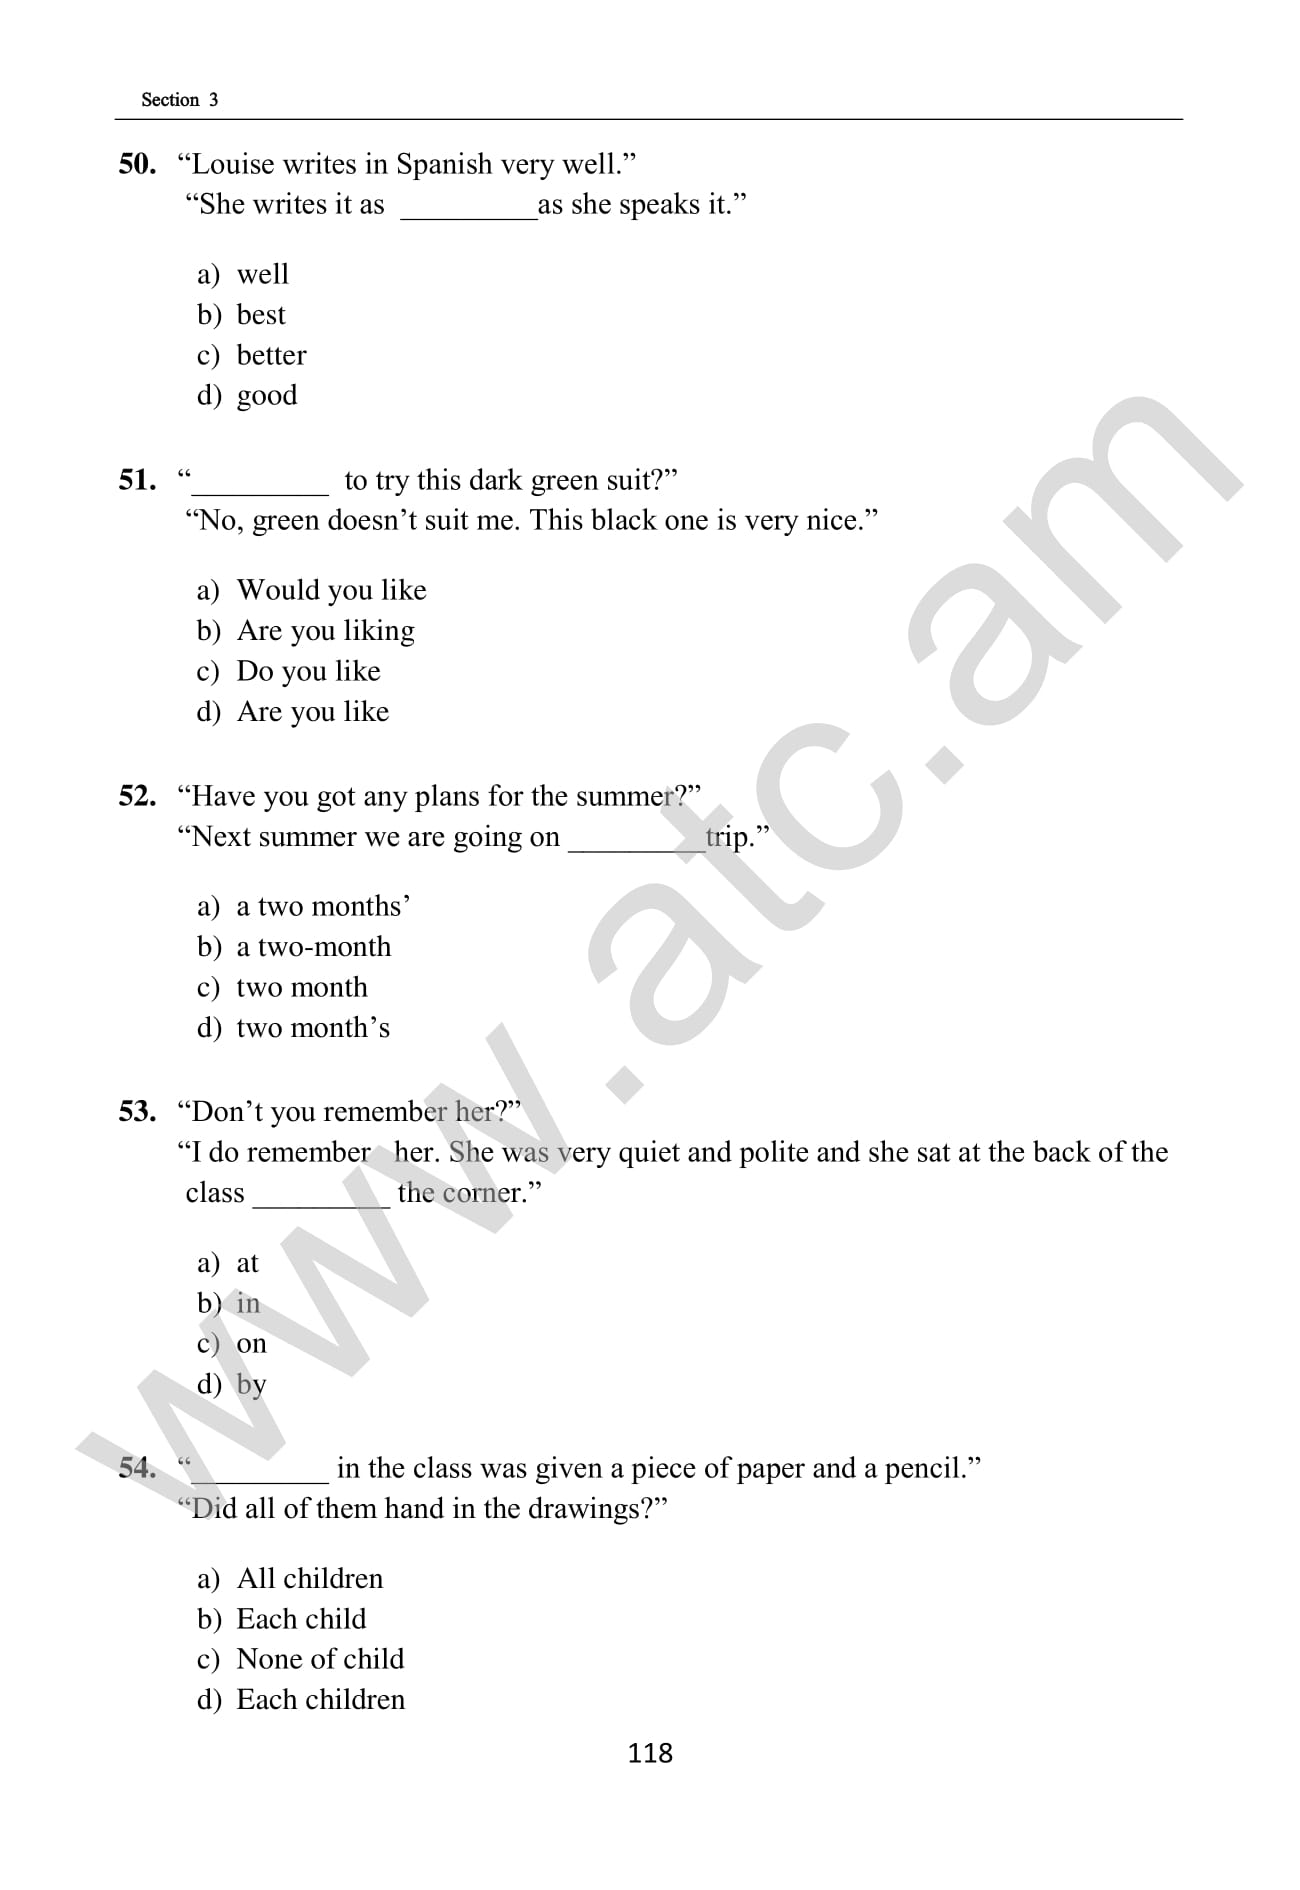 Section 3
50. “Louise writes in Spanish very well.”
“She writes it as _________as she speaks it.”
a) well
b) best
c) better
d) good
51. “_________ to try this dark green suit?”
“No, green doesn’t suit me. This black one is very nice.”
a) Would you like
b) Are you liking
c) Do you like
d) Are you like
52. “Have you got any plans for the summer?”
“Next summer we are going on _________trip.”
a) a two months’
b) a two-month
c) two month
d) two month’s
53. “Don’t you remember her?”
“I do remember her. She was very quiet and polite and she sat at the back of the
class _________ the corner.”
a) at
b) in
c) on
d) by
54. “_________ in the class was given a piece of paper and a pencil.”
“Did all of them hand in the drawings?”
a) All children
b) Each child
c) None of child
d) Each children
118
www.atc.am